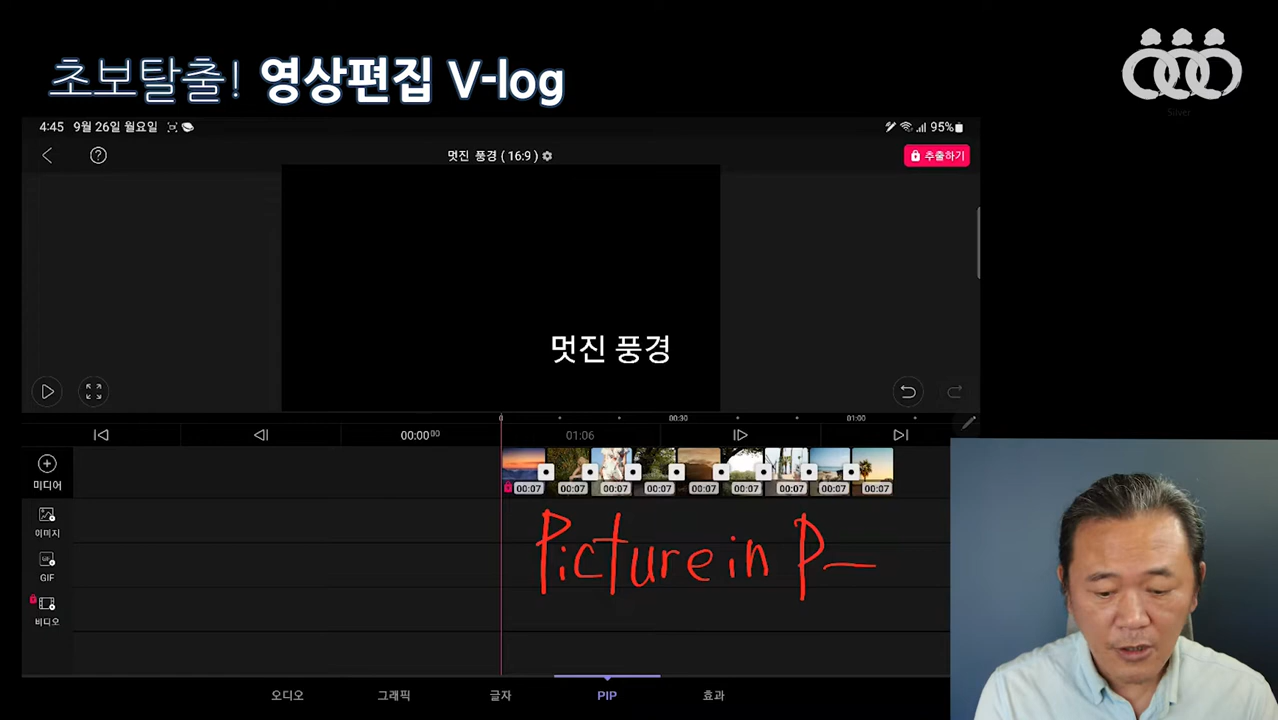 초보탈출! 영상편집 V-log
Silver
4:45 9월 26일 월요일
95%
멋진 풍경 ( 16:9 )
추출하기
멋진 풍경
0 00:30 01:00
00:00⁰⁰
01:06
미디어
00:07 00:07 00:07 00:07 00:07 00:07 00:07 00:07 00:07
이미지
GIF
GIF
비디오
Picture in P
오디오 그래픽 글자 PIP 효과